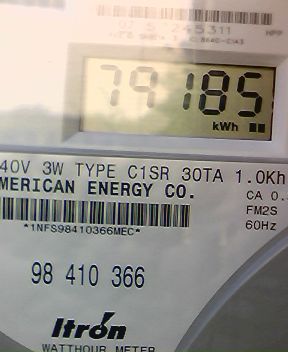 79185
kWh
40V 3W TYPE C1SR 30TA 1.0Kh
MERICAN ENERGY CO.
CA 0.
FM2S
60Hz
*1NFS98410366MEC*
98 410 366
Itron
WATTHOUR METER